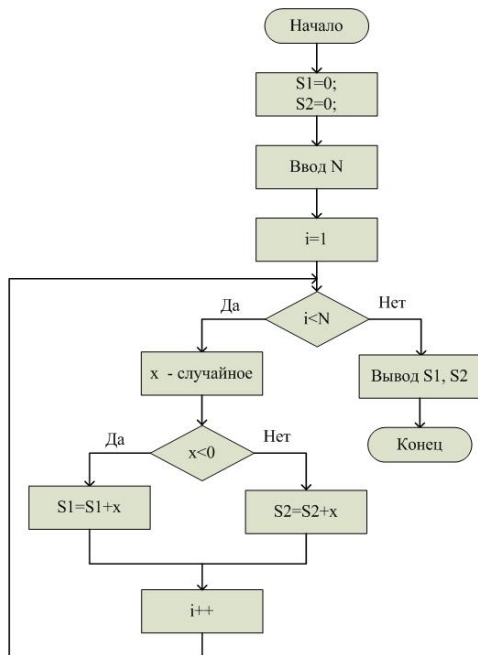 Начало
S1=0;
S2=0;
Ввод N
i=1
Да
i<N
Нет
x - случайное
Вывод S1, S2
Да
x<0
Нет
Конец
S1=S1+x
S2=S2+x
i++